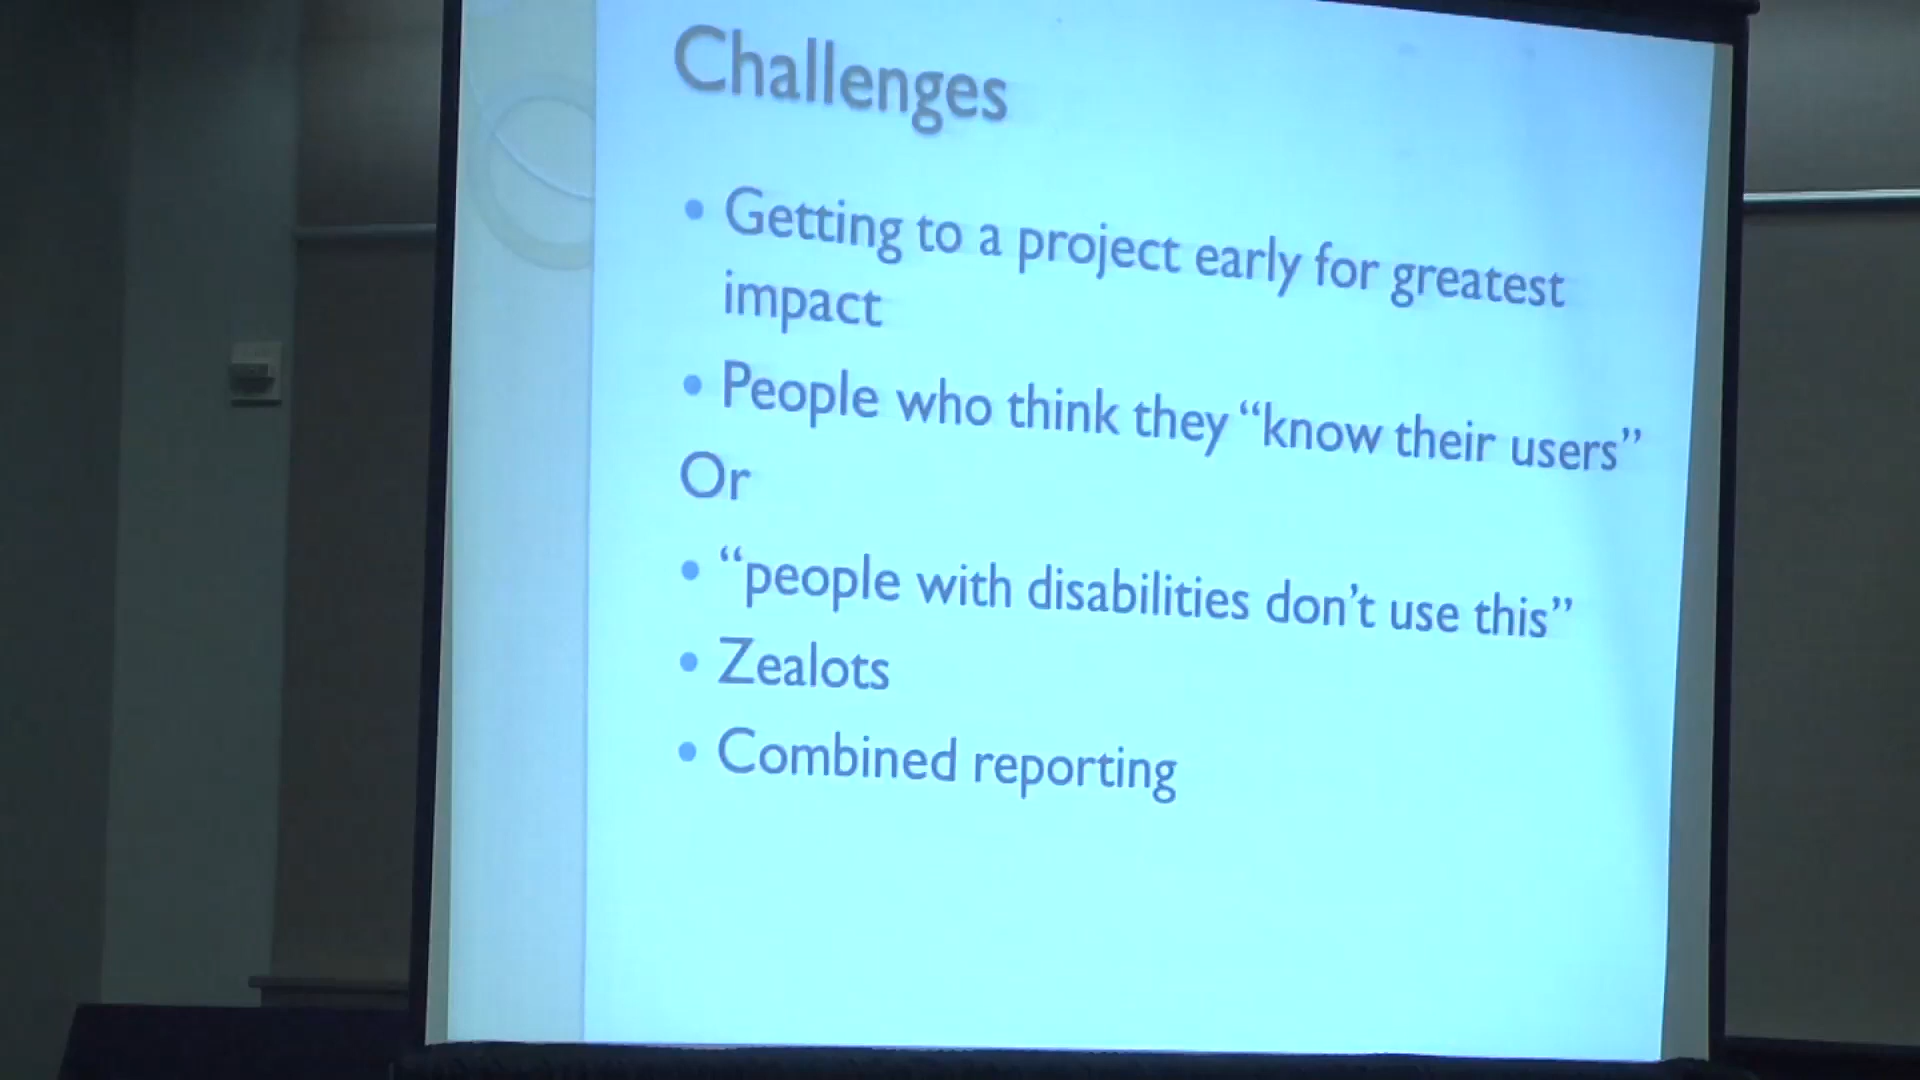 Challenges
• Getting to a project early for greatest
impact
• People who think they “know their users”
Or
• “people with disabilities don’t use this”
• Zealots
• Combined reporting